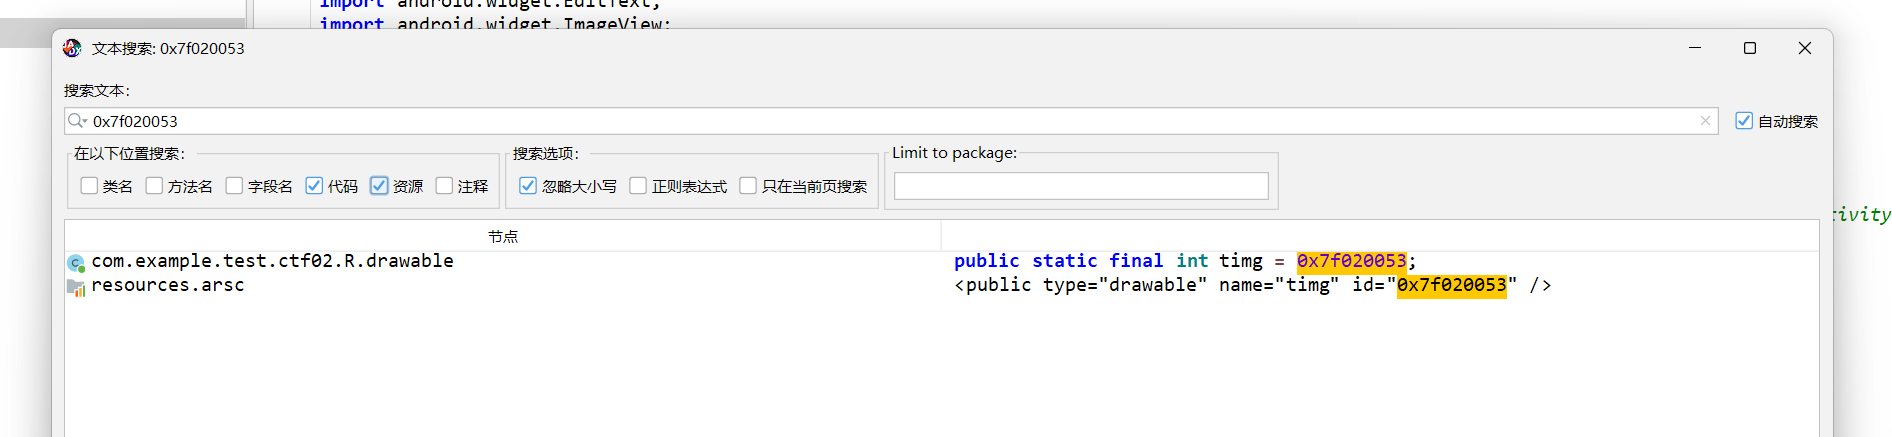 import android.widget.EditText;
import android.widget.ImageView;
文本搜索: 0x7f020053
搜索文本:
0x7f020053
自动搜索
在以下位置搜索:
搜索选项:
Limit to package:
类名 方法名 字段名 代码 资源 注释
忽略大小写 正则表达式 只在当前页搜索
tivity
节点
com.example.test.ctf02.R.drawable public static final int timg = 0x7f020053;
resources.arsc <public type="drawable" name="timg" id="0x7f020053" />